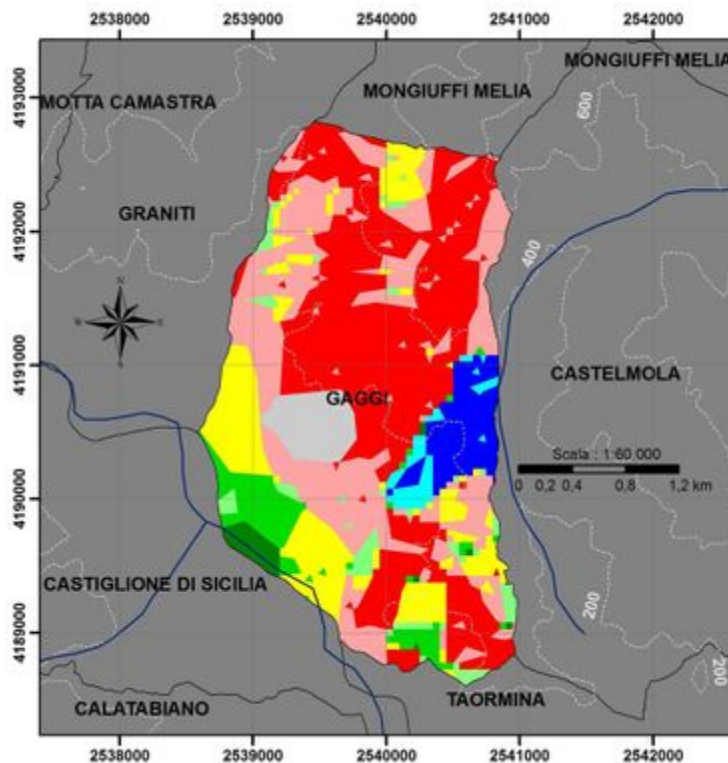 2538000 2539000 2540000 2541000 2542000
MONGIUFFI MELIA
MONGIUFFI MELIA
4193000
MOTTA CAMASTRA
600
GRANITI
4192000
400
N
W E
S
4191000
CASTELMOLA
GAGGI
Scala : 1:60 000
0 0,2 0,4 0,8 1,2 km
4190000
CASTIGLIONE DI SICILIA
200
4189000
200
TAORMINA
CALATABIANO
2538000 2539000 2540000 2541000 2542000